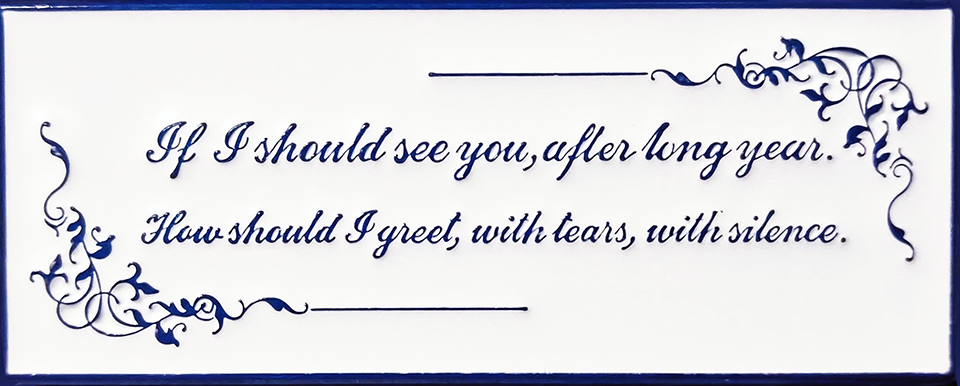 If I should see you, after long year.
How should I greet, with tears, with silence.